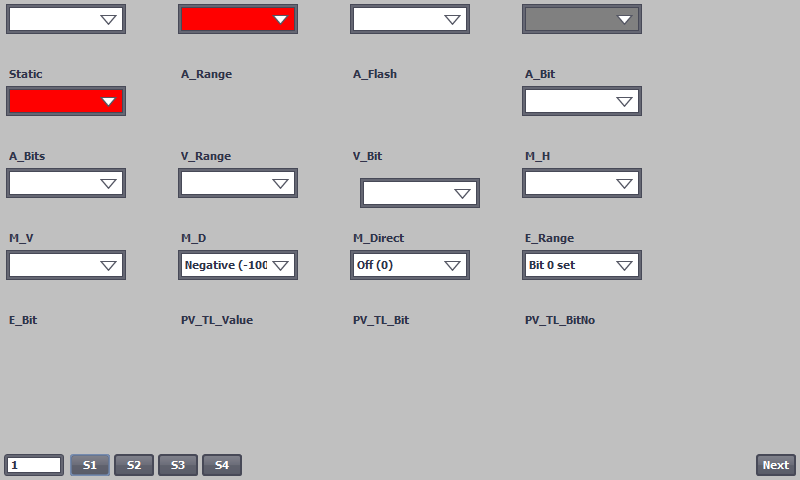 Static A_Range A_Flash A_Bit
A_Bits V_Range V_Bit M_H
M_V M_D M_Direct E_Range
Negative (-100 Off (0) Bit 0 set
E_Bit PV_TL_Value PV_TL_Bit PV_TL_BitNo
1 S1 S2 S3 S4 Next